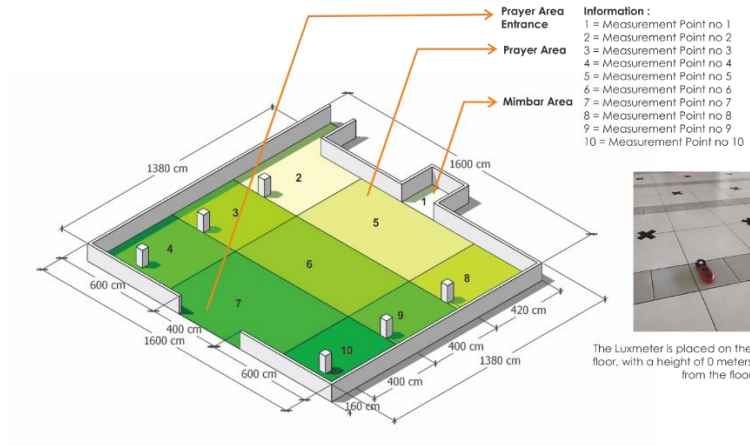 Prayer Area
Entrance
Prayer Area
Mimbar Area
Information :
1 = Measurement Point no 1
2 = Measurement Point no 2
3 = Measurement Point no 3
4 = Measurement Point no 4
5 = Measurement Point no 5
6 = Measurement Point no 6
7 = Measurement Point no 7
8 = Measurement Point no 8
9 = Measurement Point no 9
10 = Measurement Point no 10
1380 cm
1600 cm
2
1
3
5
4
6
8
7
9
10
600 cm
400 cm
1600 cm
600 cm
160 cm
420 cm
400 cm
400 cm
1380 cm
The Luxmeter is placed on the
floor, with a height of 0 meters
from the floor